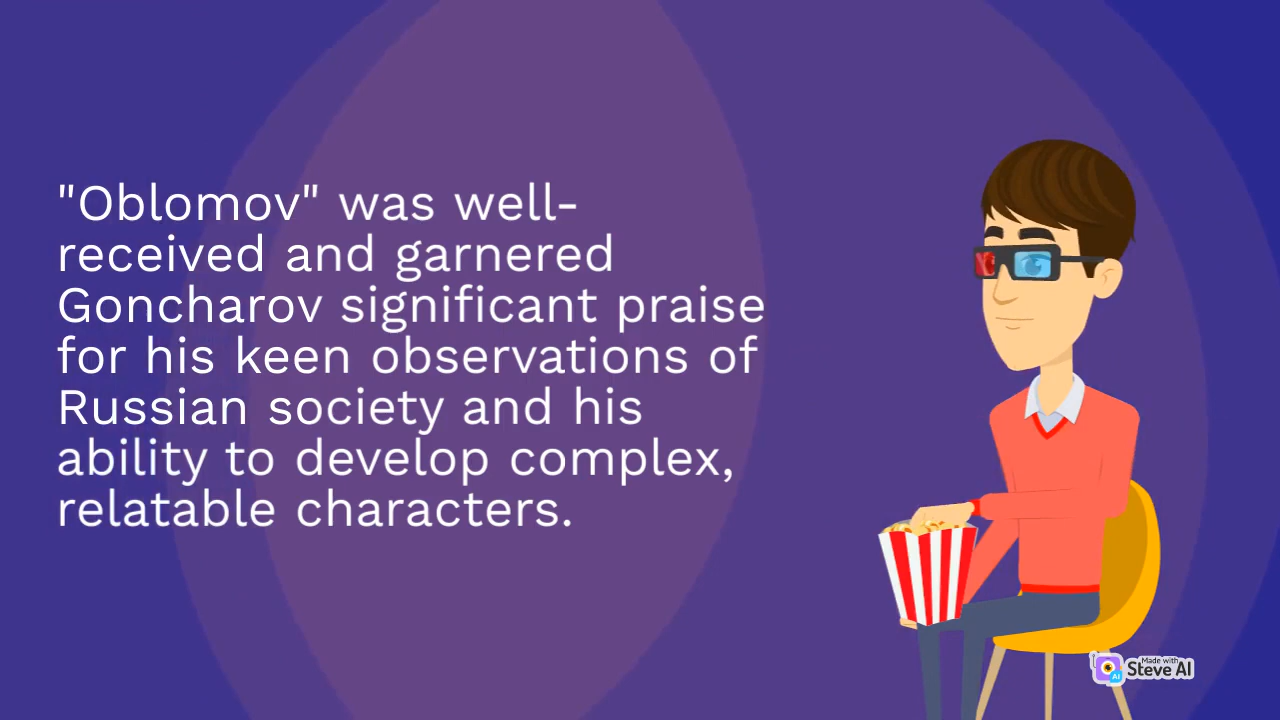 "Oblomov" was well-
received and garnered
Goncharov significant praise
for his keen observations of
Russian society and his
ability to develop complex,
relatable characters.
Made with
Steve AI
AI